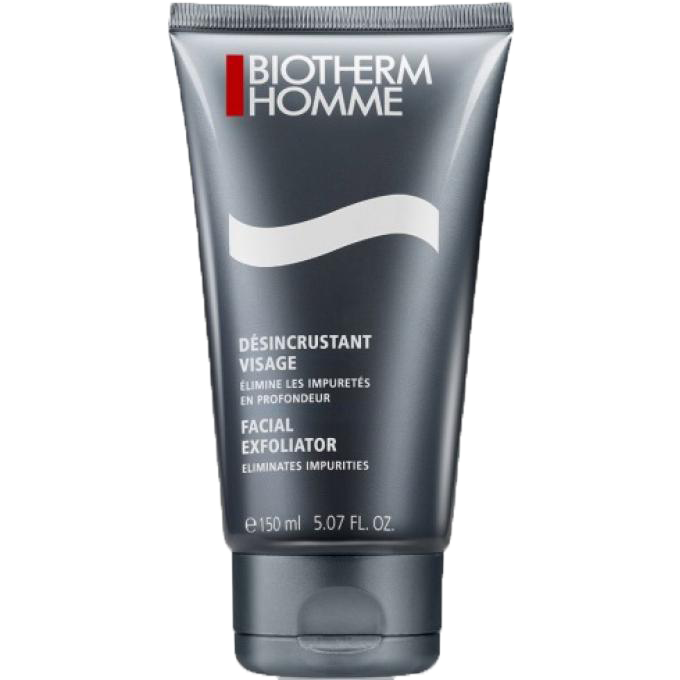 BIOTHERM
HOMME
DÉSINCRUSTANT
VISAGE
ÉLIMINE LES IMPURETÉS
EN PROFONDEUR
FACIAL
EXFOLIATOR
ELIMINATES IMPURITIES
℮150 ml 5.07 FL. OZ.